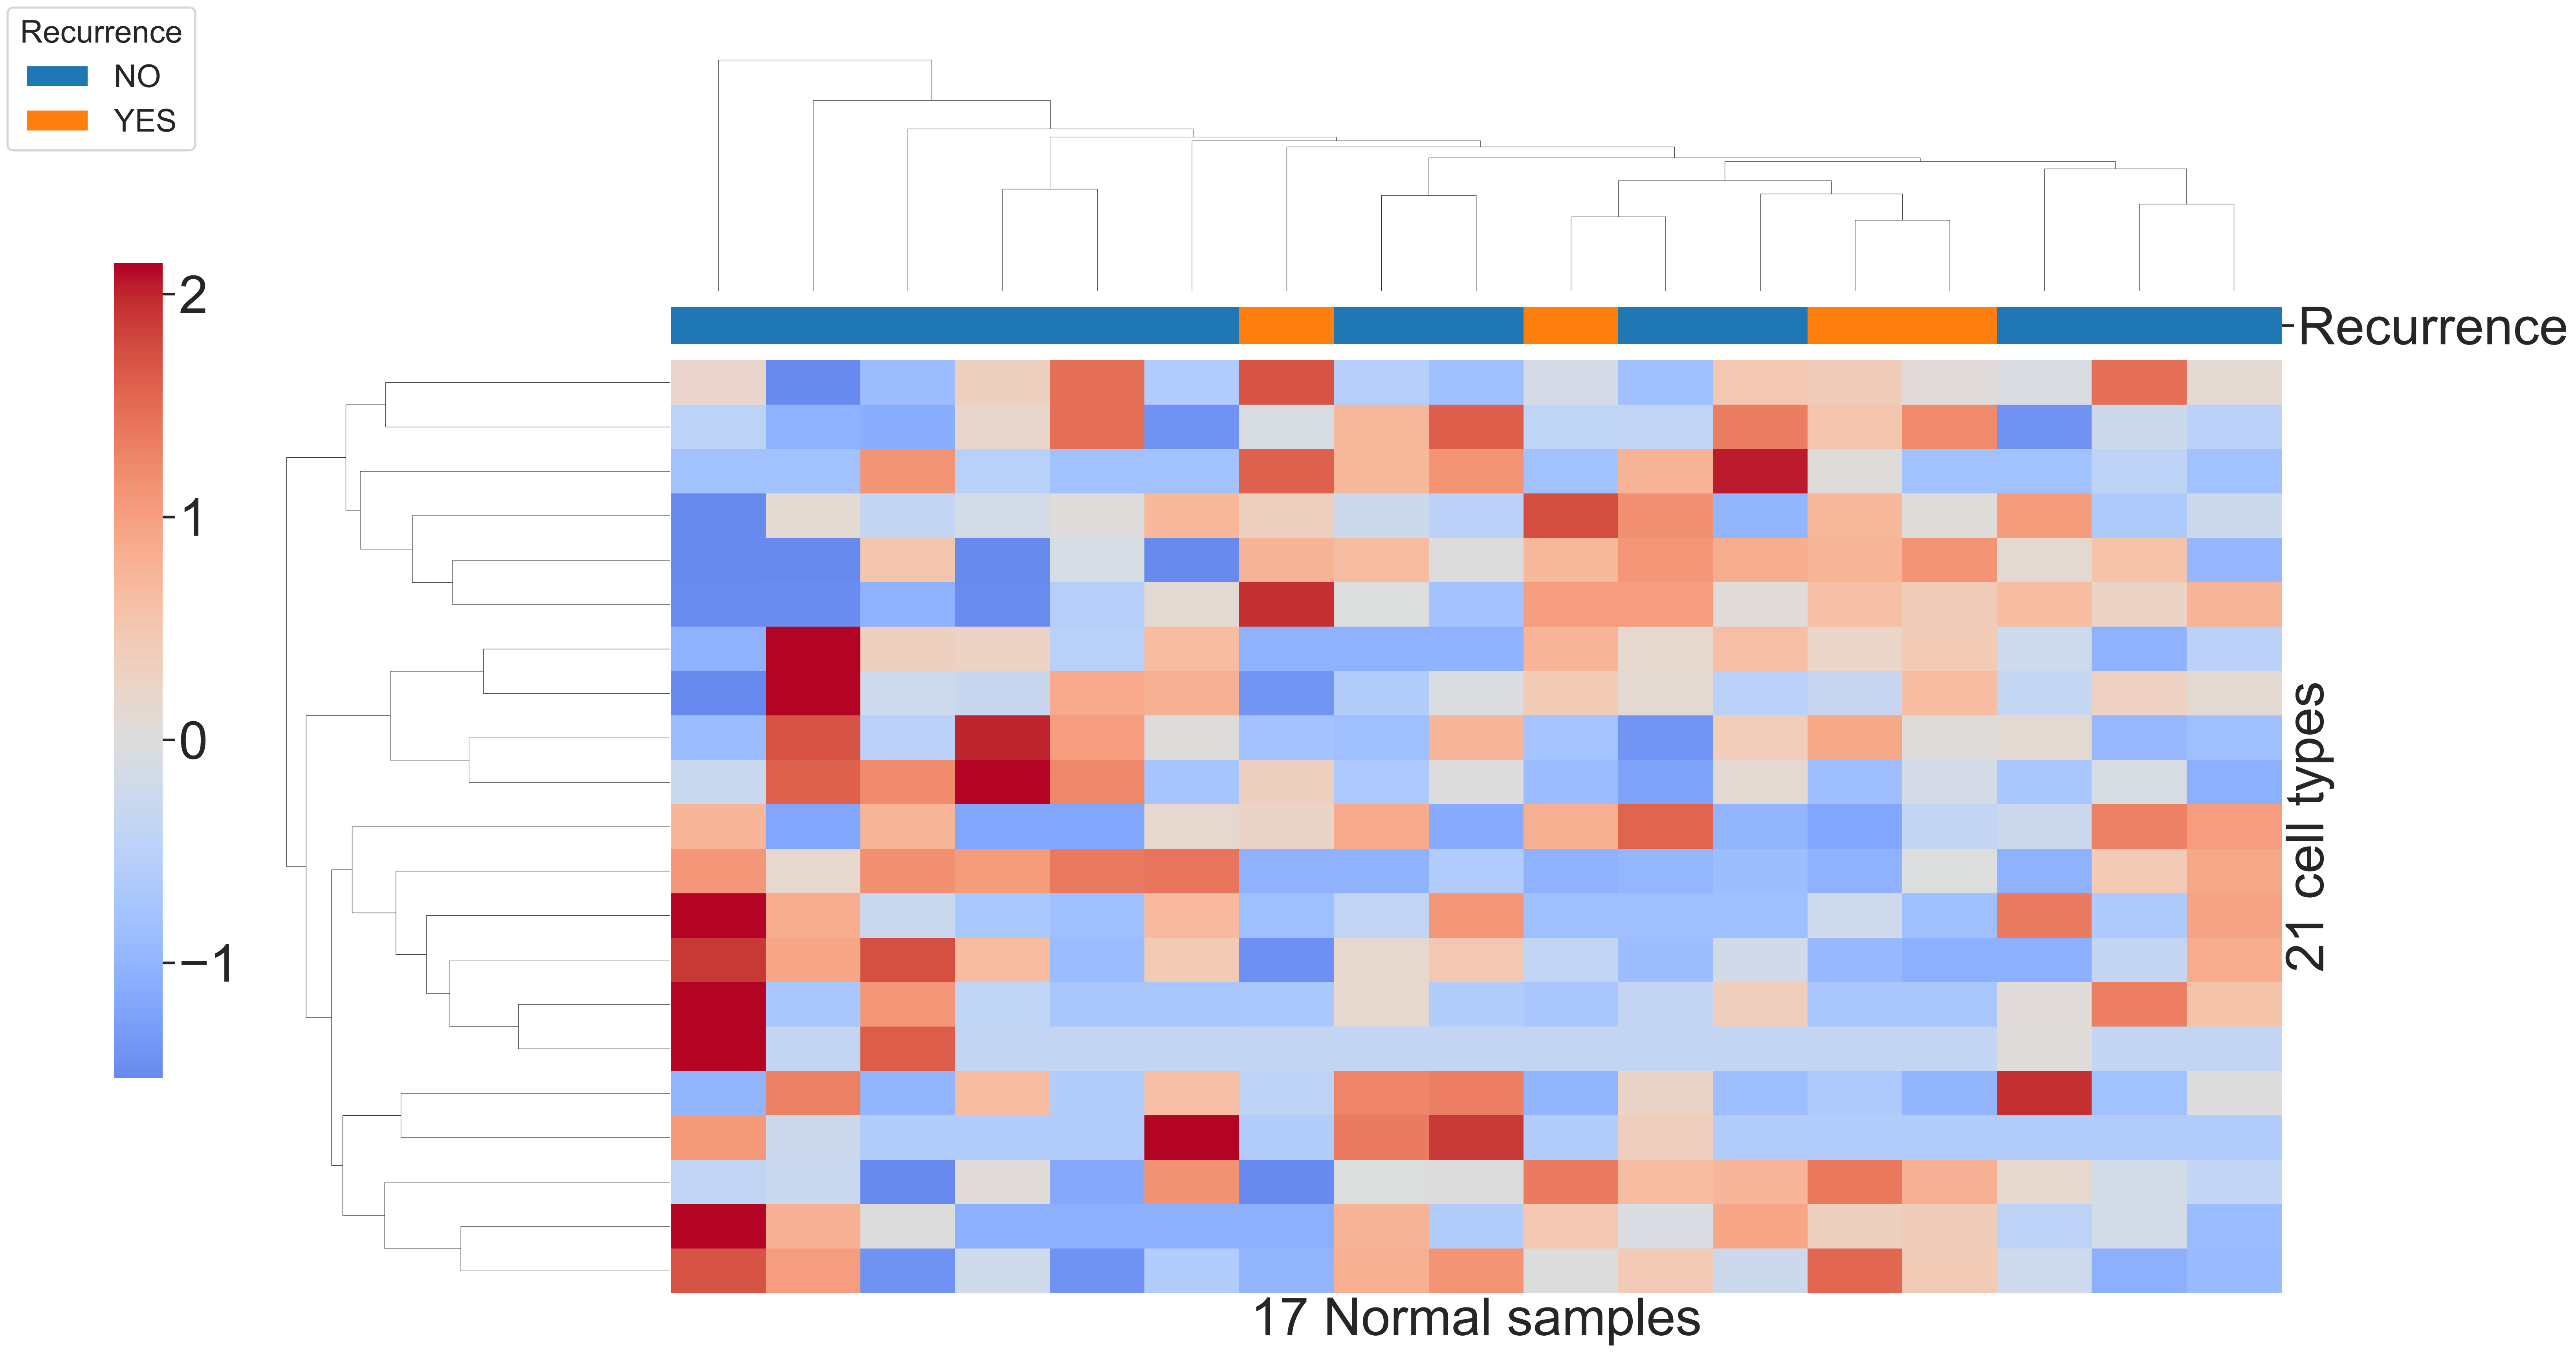 Recurrence
NO
YES
2
1
0
−1
Recurrence
21 cell types
17 Normal samples